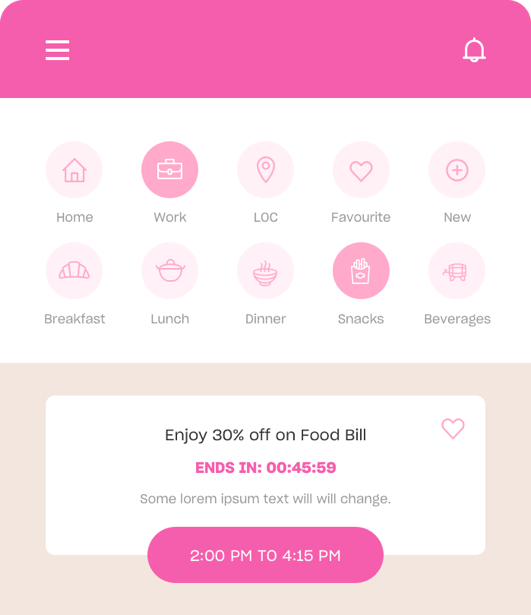 Home Work LOC Favourite New
Breakfast Lunch Dinner Snacks Beverages
Enjoy 30% off on Food Bill
ENDS IN: 00:45:59
Some lorem ipsum text will will change.
2:00 PM TO 4:15 PM